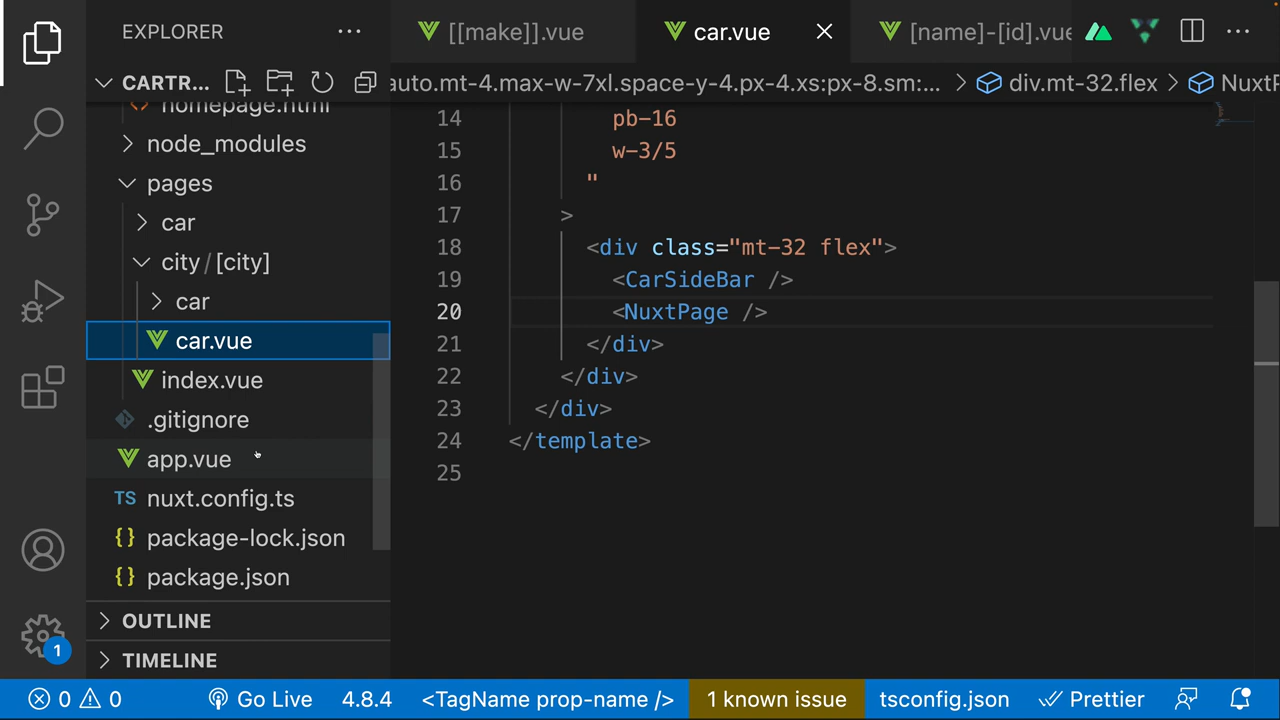 EXPLORER
[[make]].vue
car.vue
[name]-[id].vue
CARTR...
auto.mt-4.max-w-7xl.space-y-4.px-4.xs:px-8.sm:... > div.mt-32.flex > NuxtP
homepage.html
node_modules
pages
car
city/[city]
car
car.vue
index.vue
.gitignore
app.vue
nuxt.config.ts
package-lock.json
package.json
OUTLINE
TIMELINE
14 pb-16
15 w-3/5
16 "
17 >
18 <div class="mt-32 flex">
19 <CarSideBar />
20 <NuxtPage />
21 </div>
22 </div>
23 </div>
24 </template>
25
1
0 0 Go Live 4.8.4 <TagName prop-name /> 1 known issue tsconfig.json Prettier